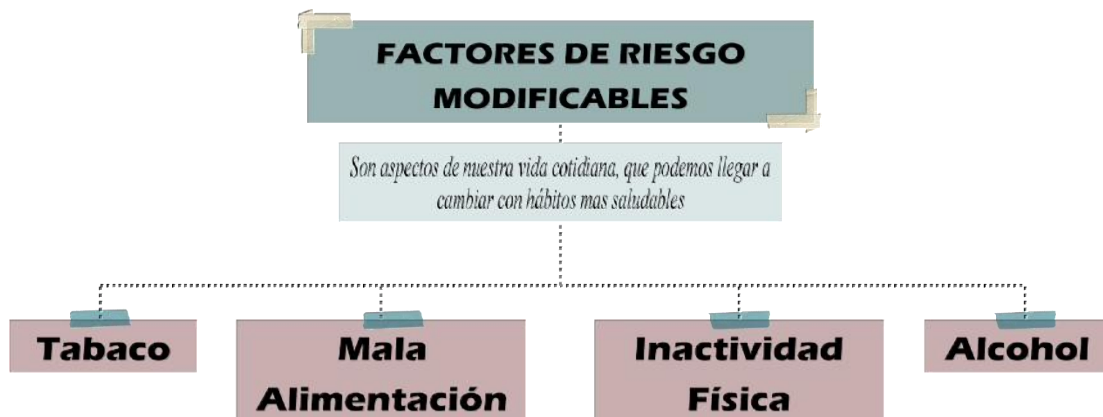 FACTORES DE RIESGO
MODIFICABLES
Son aspectos de nuestra vida cotidiana, que podemos llegar a
cambiar con hábitos mas saludables
Tabaco
Mala
Alimentación
Inactividad
Física
Alcohol